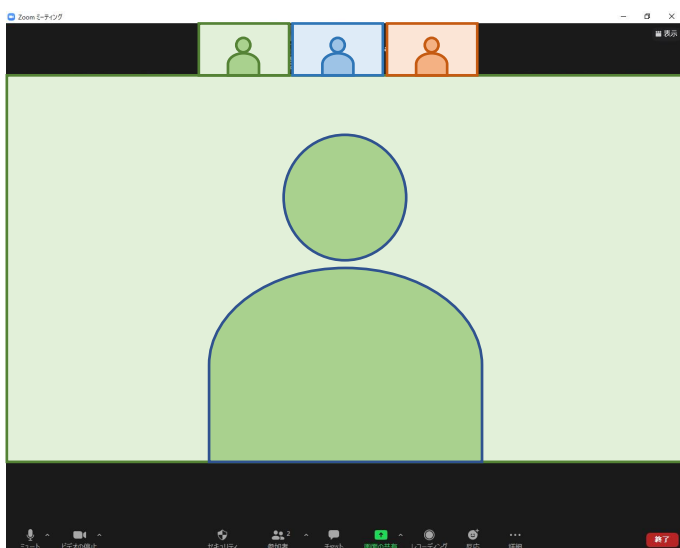 Zoom ミーティング
表示
2
ミュート
ビデオの停止
セキュリティ
参加者
チャット
画面の共有
レコーディング
反応
詳細
終了